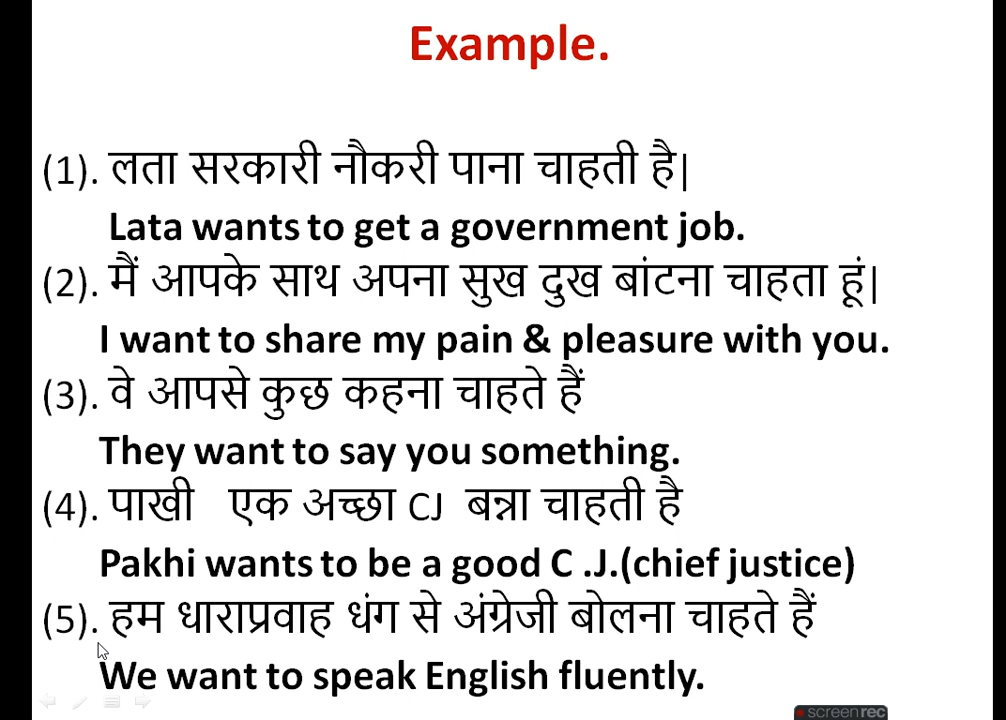 Example.
(1). लता सरकारी नौकरी पाना चाहती है|
Lata wants to get a government job.
(2). मैं आपके साथ अपना सुख दुख बांटना चाहता हूं|
I want to share my pain & pleasure with you.
(3). वे आपसे कुछ कहना चाहते हैं
They want to say you something.
(4). पाखी एक अच्छा CJ बन्ना चाहती है
Pakhi wants to be a good C .J.(chief justice)
(5). हम धाराप्रवाह धंग से अंग्रेजी बोलना चाहते हैं
We want to speak English fluently.
screenrec